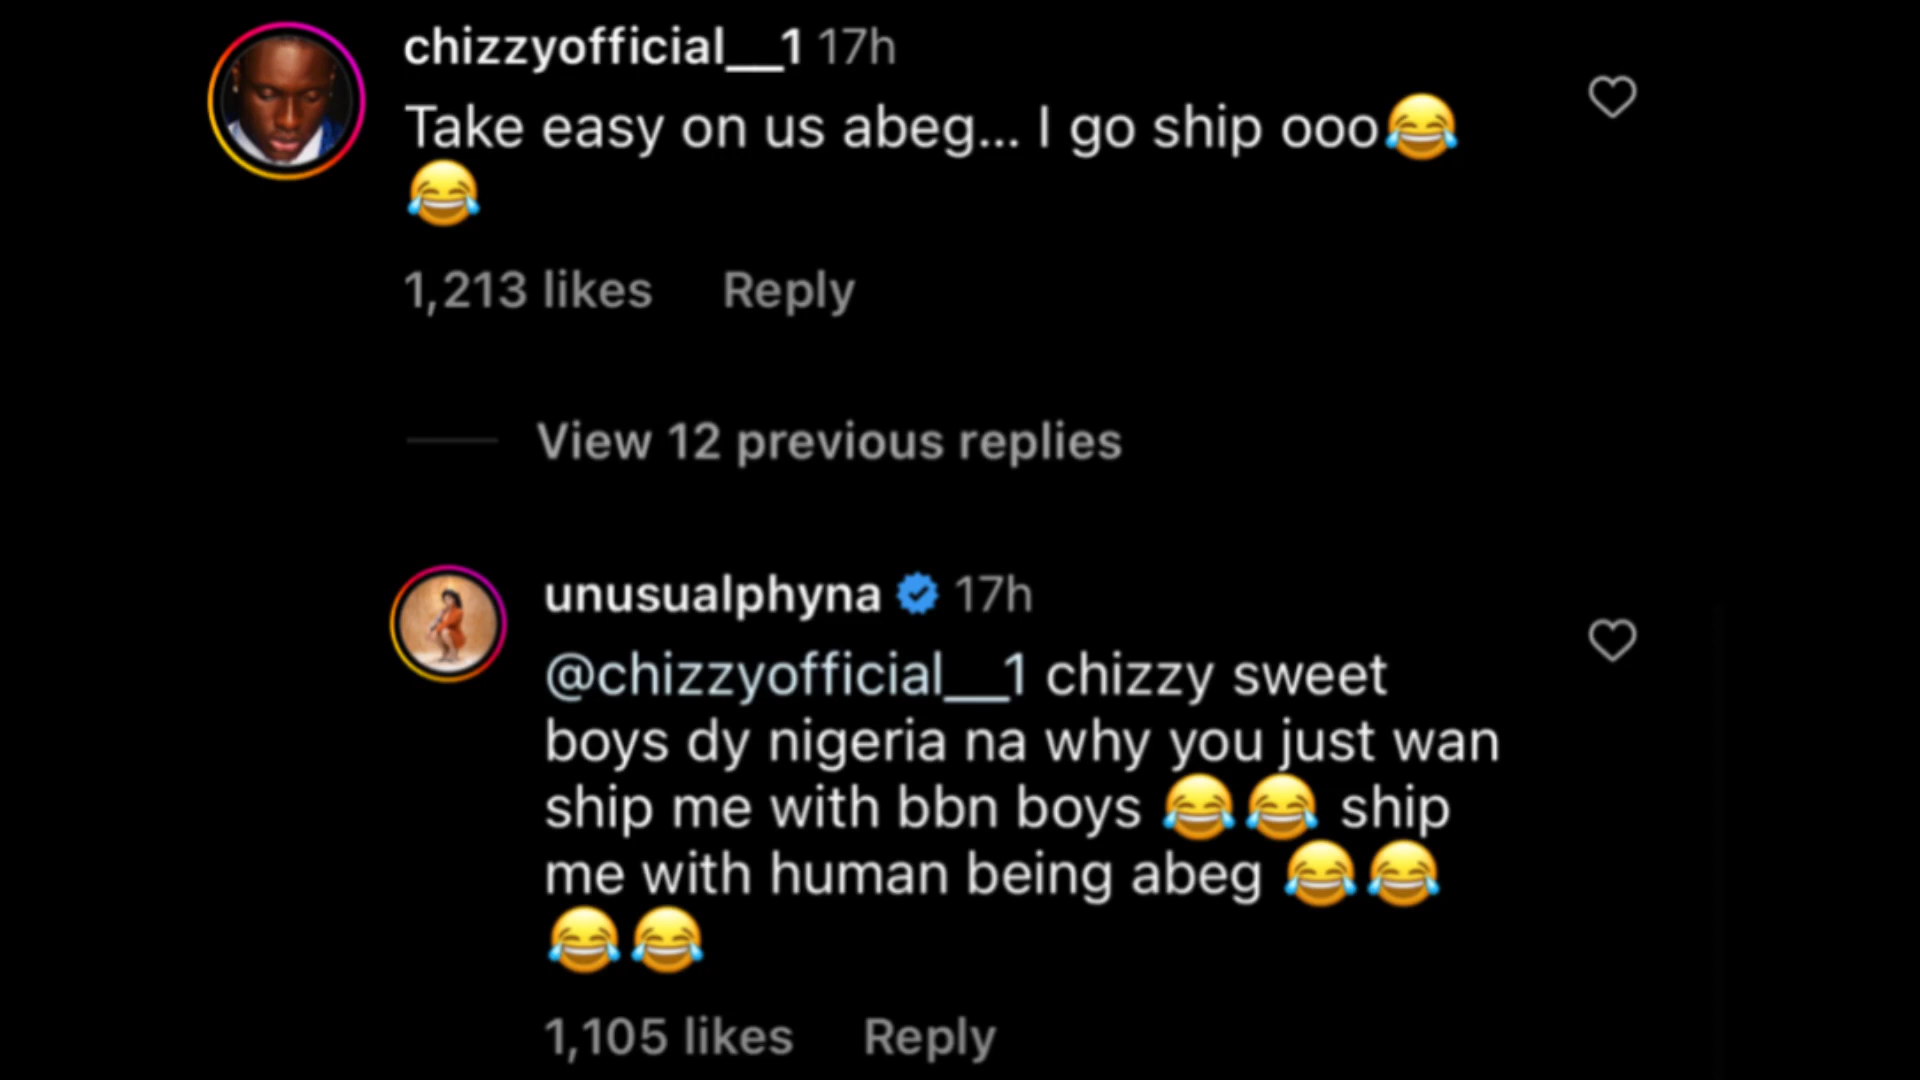 chizzyofficial__1 17h
Take easy on us abeg... I go ship ooo😂
😂
1,213 likes Reply
View 12 previous replies
unusualphyna 17h
@chizzyofficial__1 chizzy sweet
boys dy nigeria na why you just wan
ship me with bbn boys 😂😂 ship
me with human being abeg 😂😂
😂😂
1,105 likes Reply